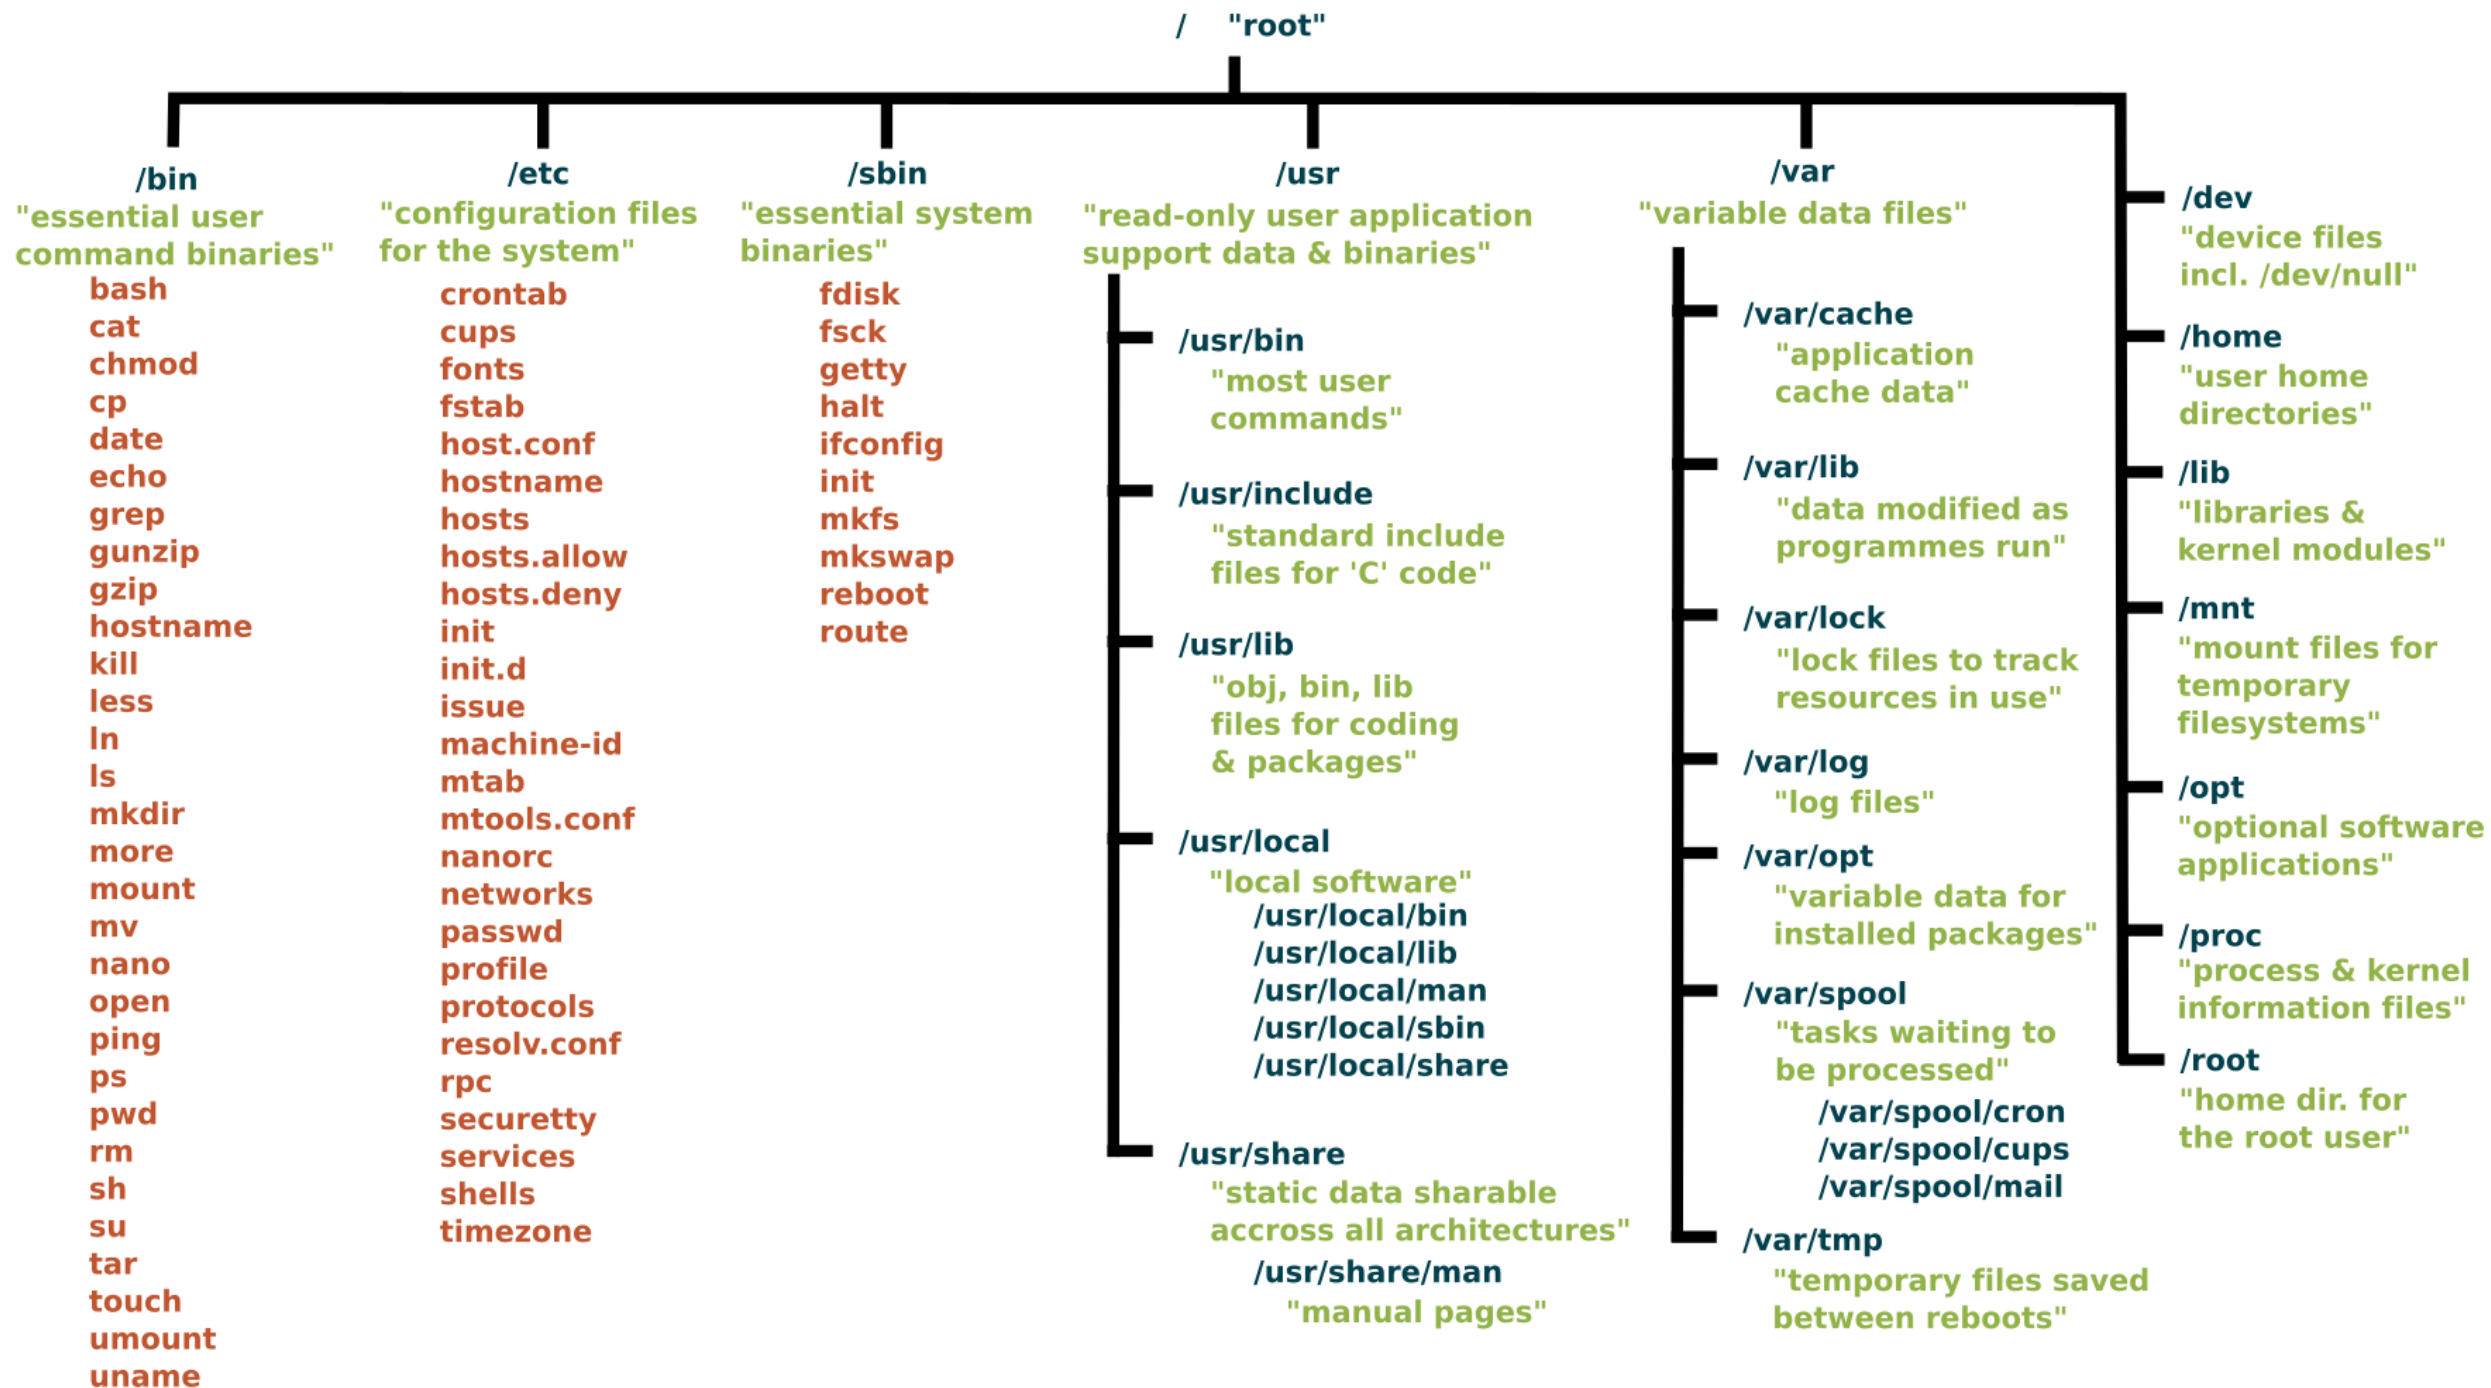 / "root"
/bin
"essential user
command binaries"
bash
cat
chmod
cp
date
echo
grep
gunzip
gzip
hostname
kill
less
ln
ls
mkdir
more
mount
mv
nano
open
ping
ps
pwd
rm
sh
su
tar
touch
umount
uname
/etc
"configuration files
for the system"
crontab
cups
fonts
fstab
host.conf
hostname
hosts
hosts.allow
hosts.deny
init
init.d
issue
machine-id
mtab
mtools.conf
nanorc
networks
passwd
profile
protocols
resolv.conf
rpc
securetty
services
shells
timezone
/sbin
"essential system
binaries"
fdisk
fsck
getty
halt
ifconfig
init
mkfs
mkswap
reboot
route
/usr
"read-only user application
support data & binaries"
/usr/bin
"most user
commands"
/usr/include
"standard include
files for 'C' code"
/usr/lib
"obj, bin, lib
files for coding
& packages"
/usr/local
"local software"
/usr/local/bin
/usr/local/lib
/usr/local/man
/usr/local/sbin
/usr/local/share
/usr/share
"static data sharable
accross all architectures"
/usr/share/man
"manual pages"
/var
"variable data files"
/var/cache
"application
cache data"
/var/lib
"data modified as
programmes run"
/var/lock
"lock files to track
resources in use"
/var/log
"log files"
/var/opt
"variable data for
installed packages"
/var/spool
"tasks waiting to
be processed"
/var/spool/cron
/var/spool/cups
/var/spool/mail
/var/tmp
"temporary files saved
between reboots"
/dev
"device files
incl. /dev/null"
/home
"user home
directories"
/lib
"libraries &
kernel modules"
/mnt
"mount files for
temporary
filesystems"
/opt
"optional software
applications"
/proc
"process & kernel
information files"
/root
"home dir. for
the root user"